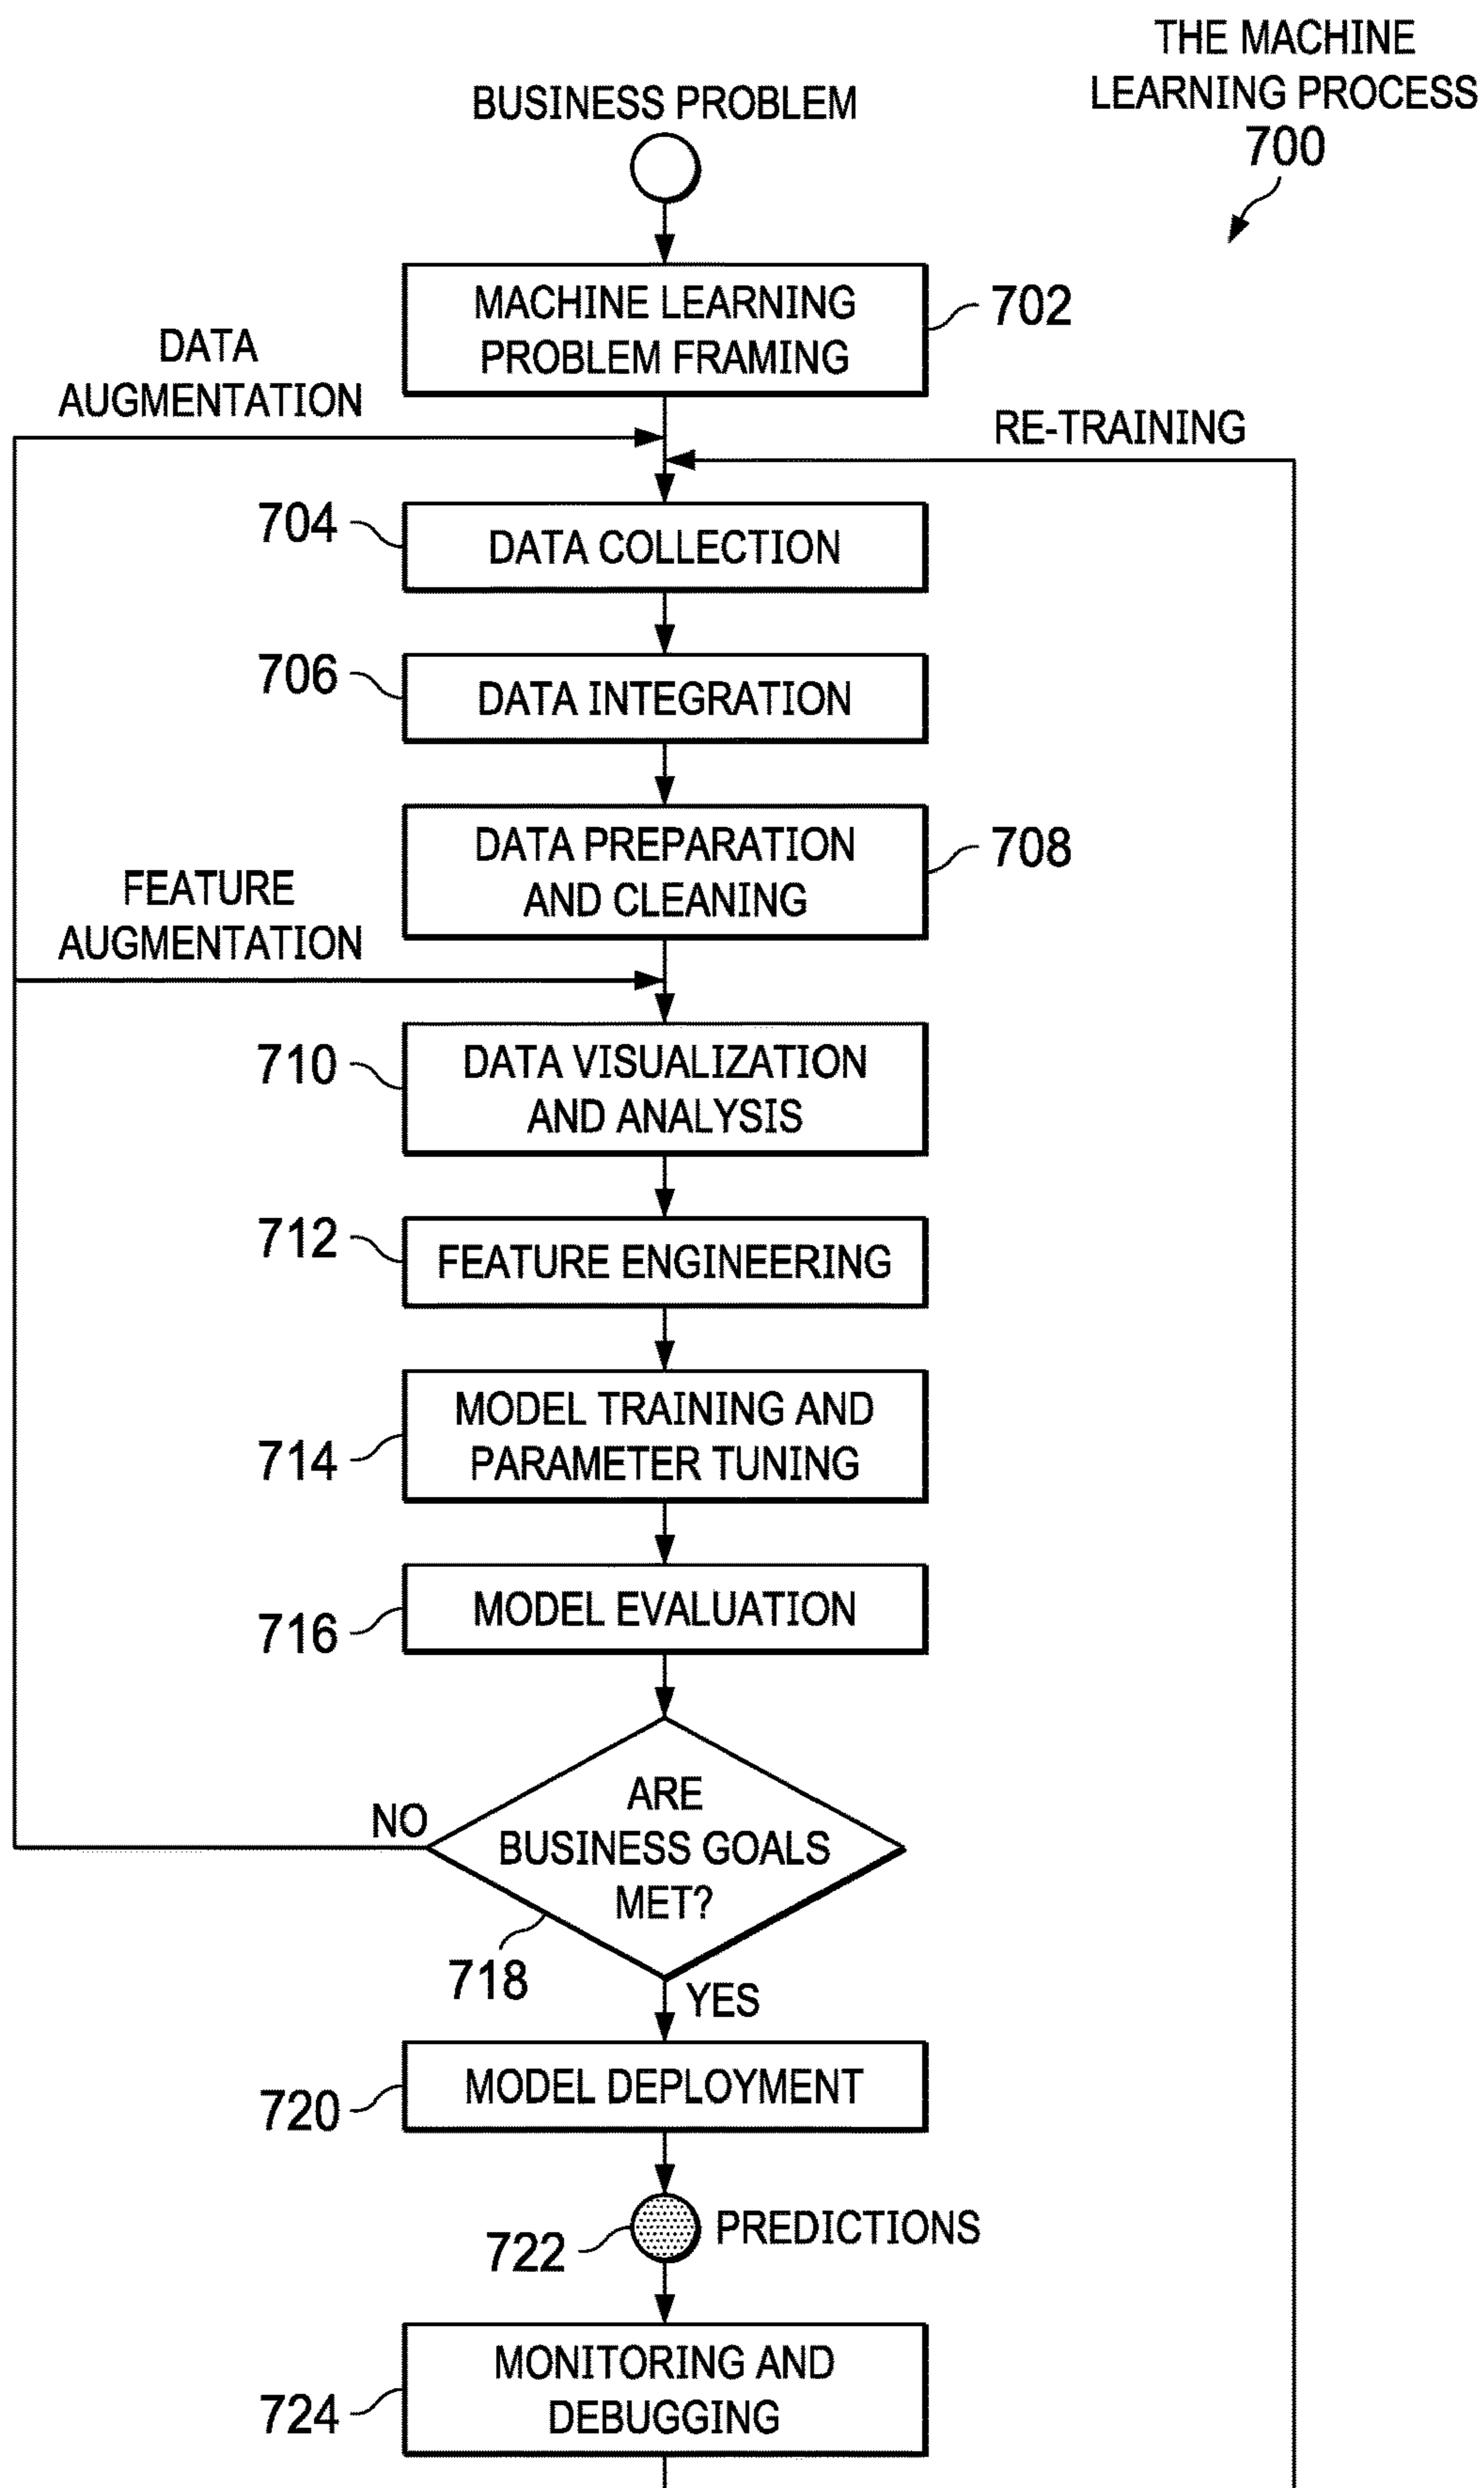 THE MACHINE
LEARNING PROCESS
700
BUSINESS PROBLEM
MACHINE LEARNING
PROBLEM FRAMING
702
DATA
AUGMENTATION
RE-TRAINING
704
DATA COLLECTION
706
DATA INTEGRATION
DATA PREPARATION
AND CLEANING
708
FEATURE
AUGMENTATION
710
DATA VISUALIZATION
AND ANALYSIS
712
FEATURE ENGINEERING
714
MODEL TRAINING AND
PARAMETER TUNING
716
MODEL EVALUATION
NO
ARE
BUSINESS GOALS
MET?
718
YES
720
MODEL DEPLOYMENT
722
PREDICTIONS
724
MONITORING AND
DEBUGGING